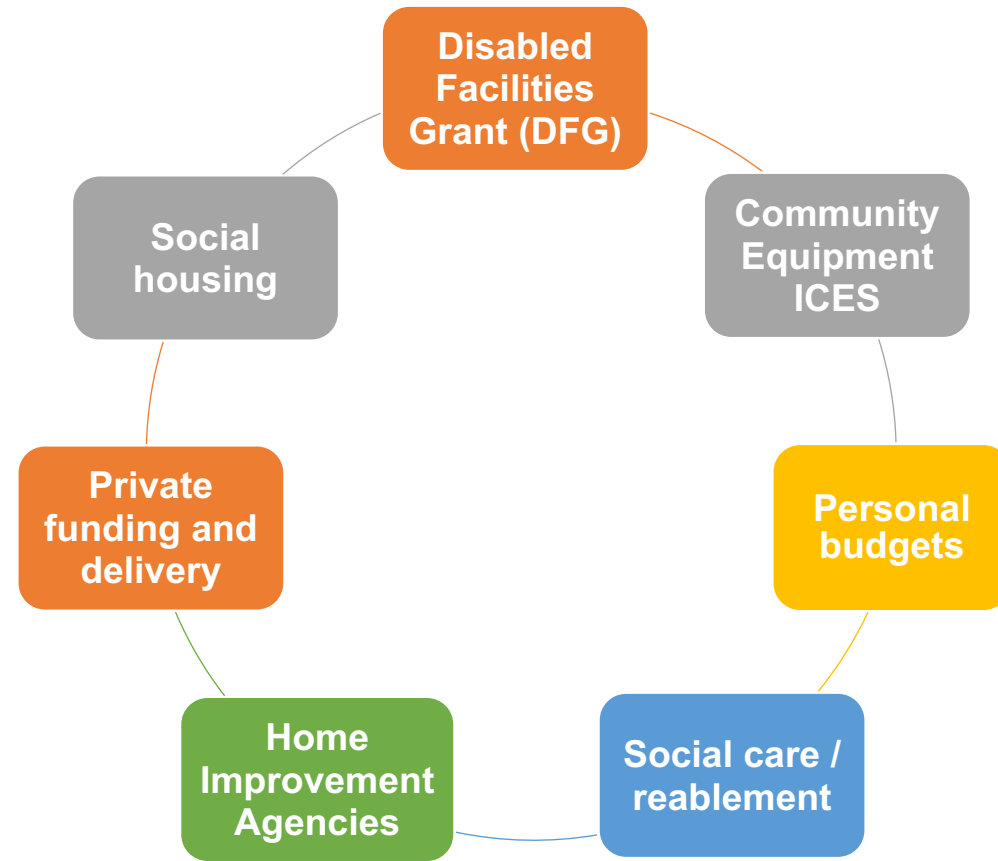 Disabled
Facilities
Grant (DFG)
Community
Equipment
ICES
Personal
budgets
Social care /
reablement
Home
Improvement
Agencies
Private
funding and
delivery
Social
housing